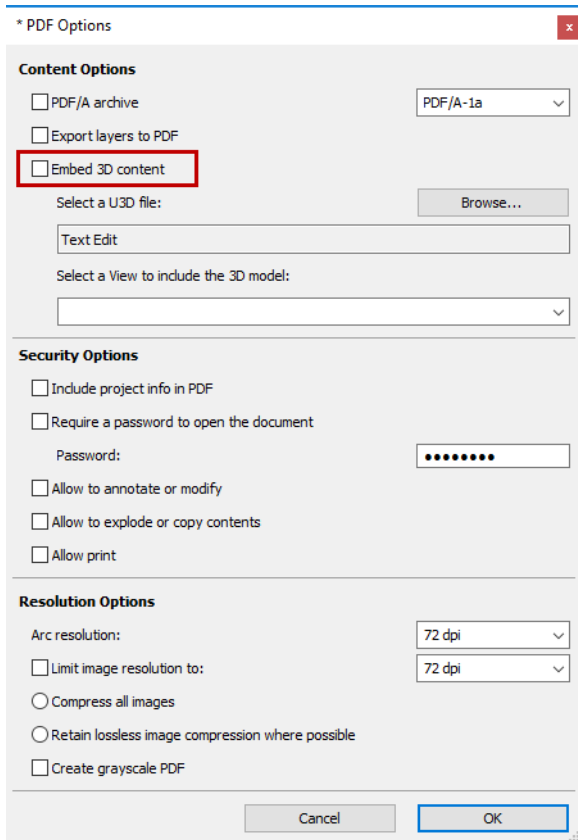 * PDF Options
x
Content Options
PDF/A archive
PDF/A-1a
Export layers to PDF
Embed 3D content
Select a U3D file:
Browse...
Text Edit
Select a View to include the 3D model:
Security Options
Include project info in PDF
Require a password to open the document
Password:
●●●●●●●●
Allow to annotate or modify
Allow to explode or copy contents
Allow print
Resolution Options
Arc resolution:
72 dpi
Limit image resolution to:
72 dpi
Compress all images
Retain lossless image compression where possible
Create grayscale PDF
Cancel
OK